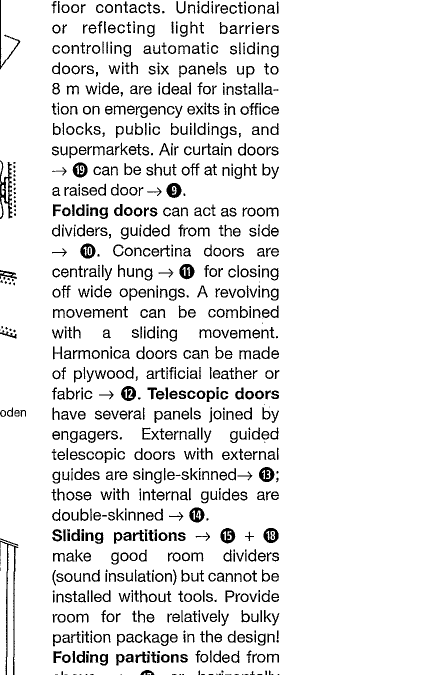 floor contacts. Unidirectional
or reflecting light barriers
controlling automatic sliding
doors, with six panels up to
8 m wide, are ideal for installa-
tion on emergency exits in office
blocks, public buildings, and
supermarkets. Air curtain doors
→ ⓳ can be shut off at night by
a raised door → ❾.
Folding doors can act as room
dividers, guided from the side
→ ❿. Concertina doors are
centrally hung → ⓫ for closing
off wide openings. A revolving
movement can be combined
with a sliding movement.
Harmonica doors can be made
of plywood, artificial leather or
fabric → ⓬. Telescopic doors
oden
have several panels joined by
engagers. Externally guided
telescopic doors with external
guides are single-skinned→ ⓭;
those with internal guides are
double-skinned → ⓮.
Sliding partitions → ⓯ + ⓲
make good room dividers
(sound insulation) but cannot be
installed without tools. Provide
room for the relatively bulky
partition package in the design!
Folding partitions folded from